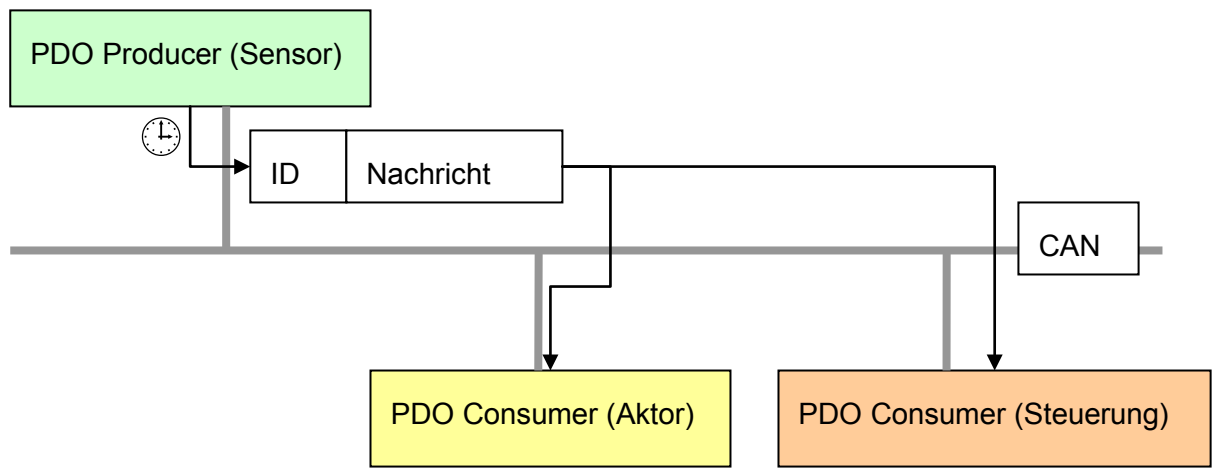 PDO Producer (Sensor)
ID
Nachricht
CAN
PDO Consumer (Aktor)
PDO Consumer (Steuerung)